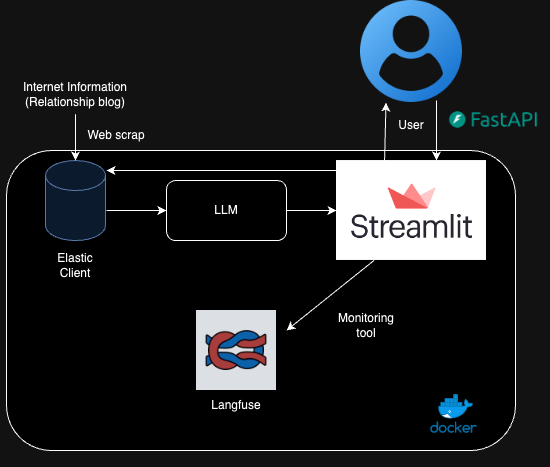 Internet Information
(Relationship blog)
Web scrap
User
FastAPI
LLM
Streamlit
Elastic
Client
Monitoring
tool
Langfuse
docker